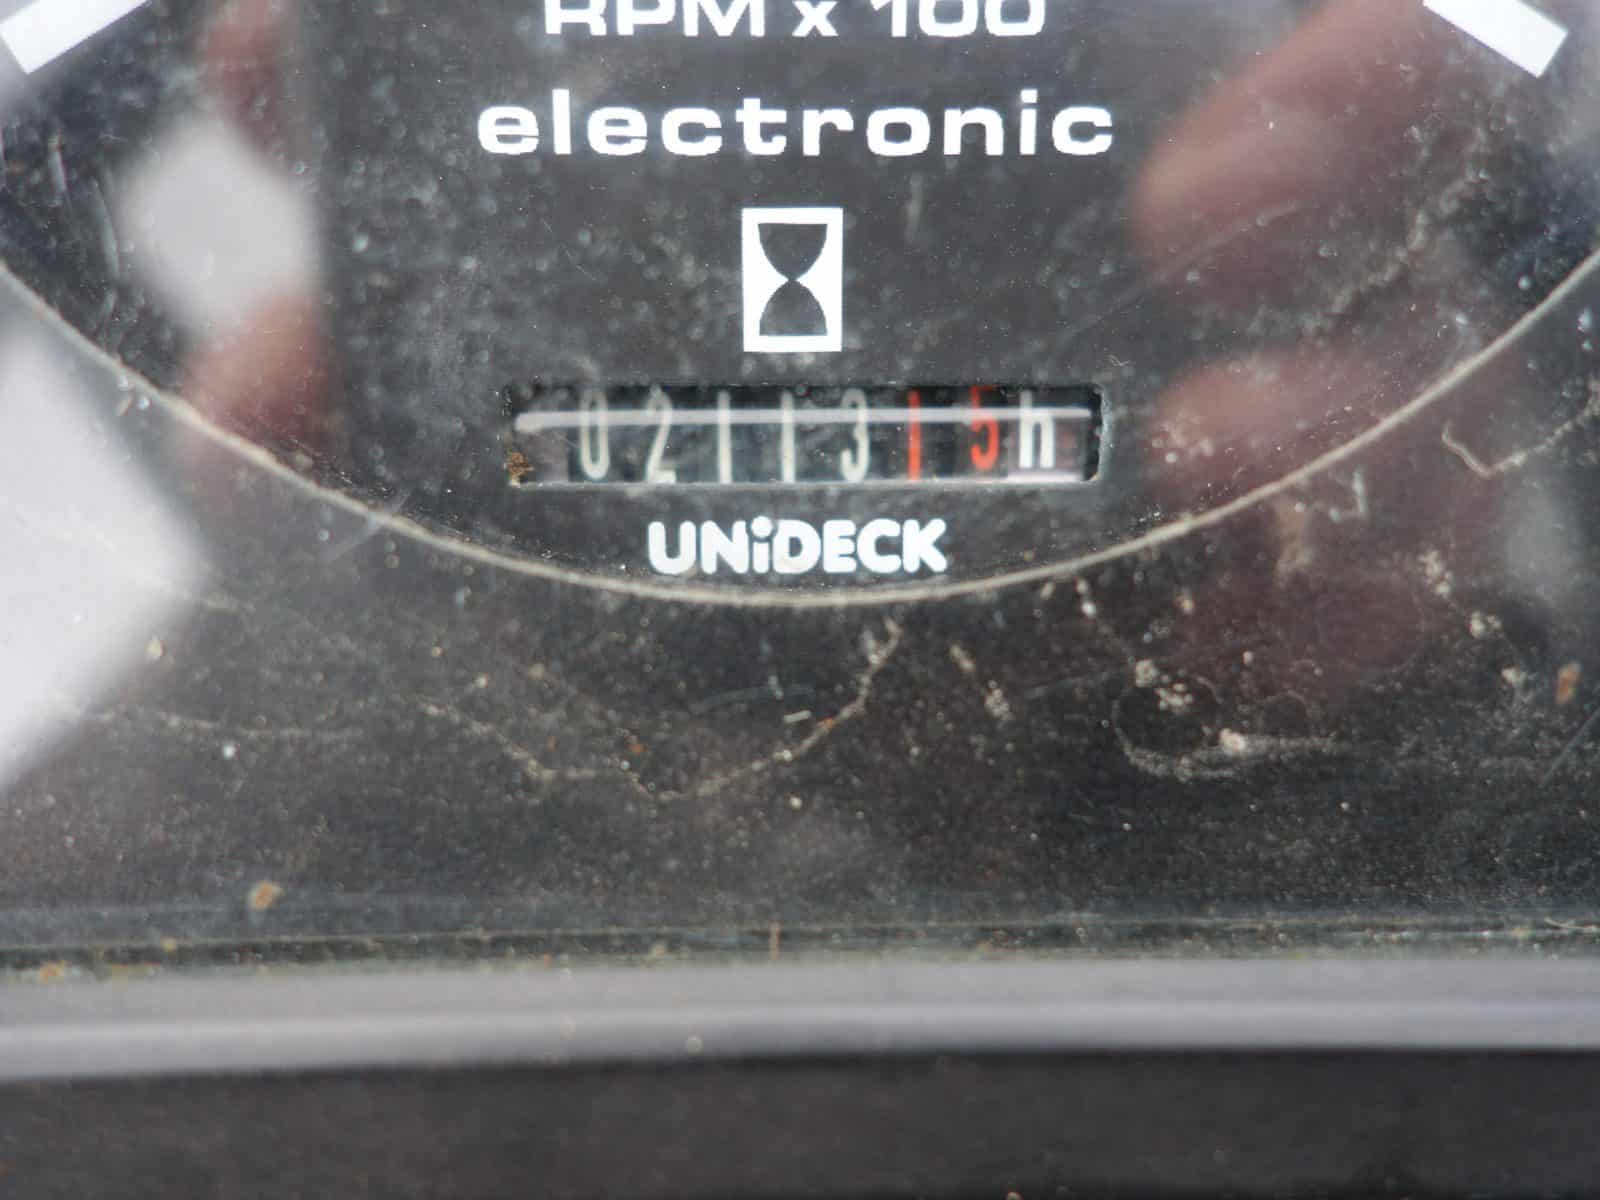 RPM x 100
electronic
0211315h
UNiDECK